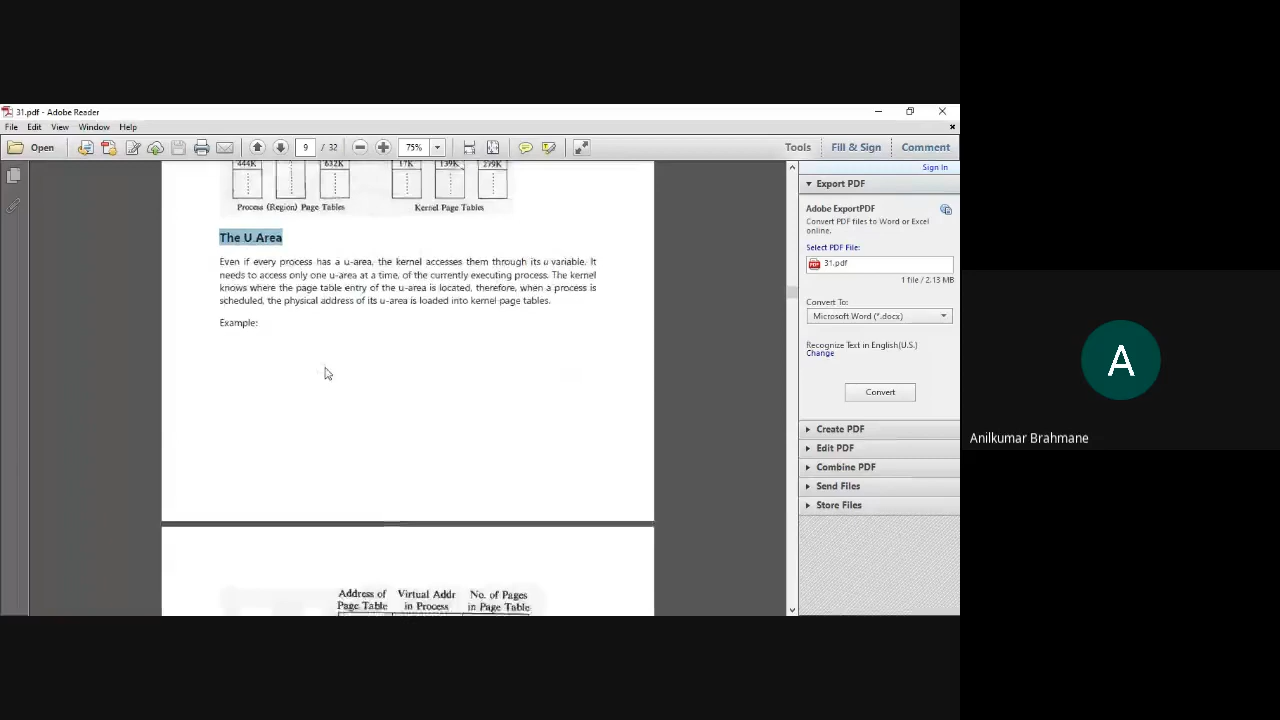 31.pdf - Adobe Reader
File Edit View Window Help
Open 9 / 32 75% Tools Fill & Sign Comment
444K 632K 17K 139K 279K
Process (Region) Page Tables Kernel Page Tables
The U Area
Even if every process has a u-area, the kernel accesses them through its u variable. It
needs to access only one u-area at a time, of the currently executing process. The kernel
knows where the page table entry of the u-area is located, therefore, when a process is
scheduled, the physical address of its u-area is loaded into kernel page tables.
Example:
Address of Virtual Addr No. of Pages
Page Table in Process in Page Table
Sign In
Export PDF
Adobe ExportPDF
Convert PDF files to Word or Excel
online.
Select PDF File:
31.pdf
1 file / 2.13 MB
Convert To:
Microsoft Word (*.docx)
Recognize Text in English(U.S.)
Change
Convert
Create PDF
Edit PDF
Combine PDF
Send Files
Store Files
A
Anilkumar Brahmane